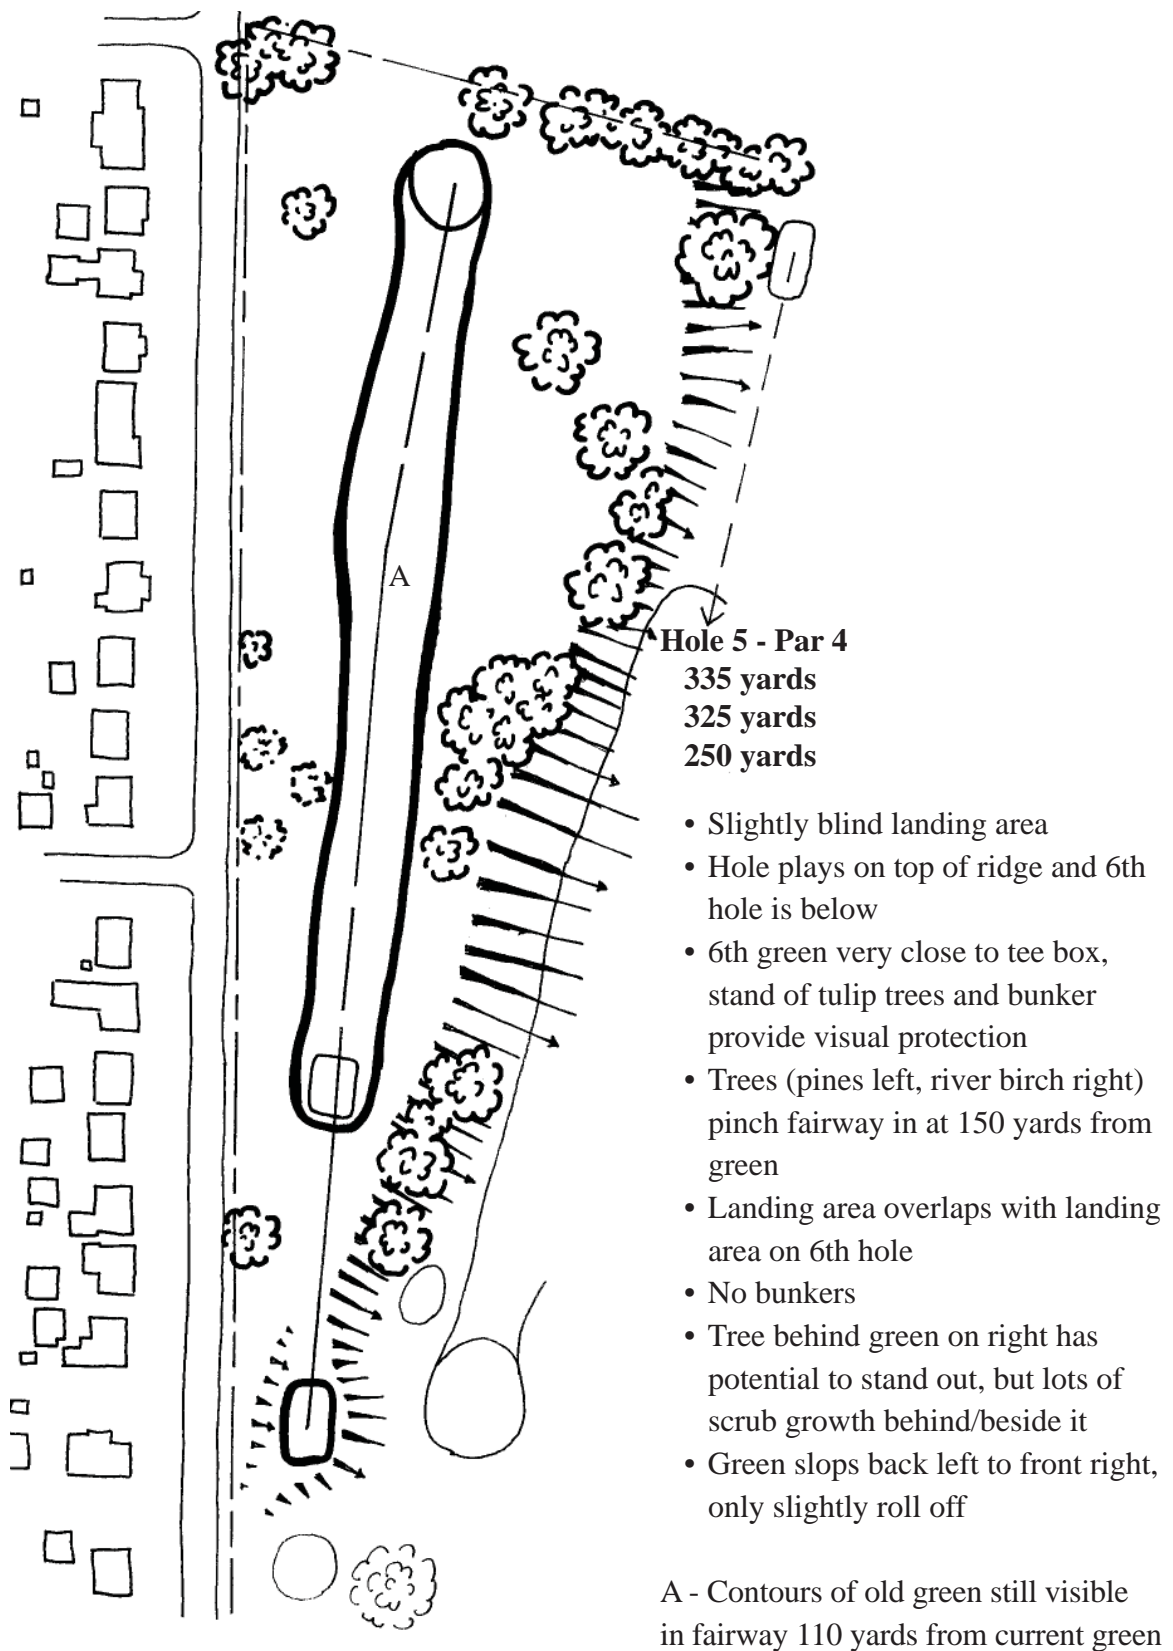 A
Hole 5 - Par 4
335 yards
325 yards
250 yards
• Slightly blind landing area
• Hole plays on top of ridge and 6th
hole is below
• 6th green very close to tee box,
stand of tulip trees and bunker
provide visual protection
• Trees (pines left, river birch right)
pinch fairway in at 150 yards from
green
• Landing area overlaps with landing
area on 6th hole
• No bunkers
• Tree behind green on right has
potential to stand out, but lots of
scrub growth behind/beside it
• Green slops back left to front right,
only slightly roll off
A - Contours of old green still visible
in fairway 110 yards from current green